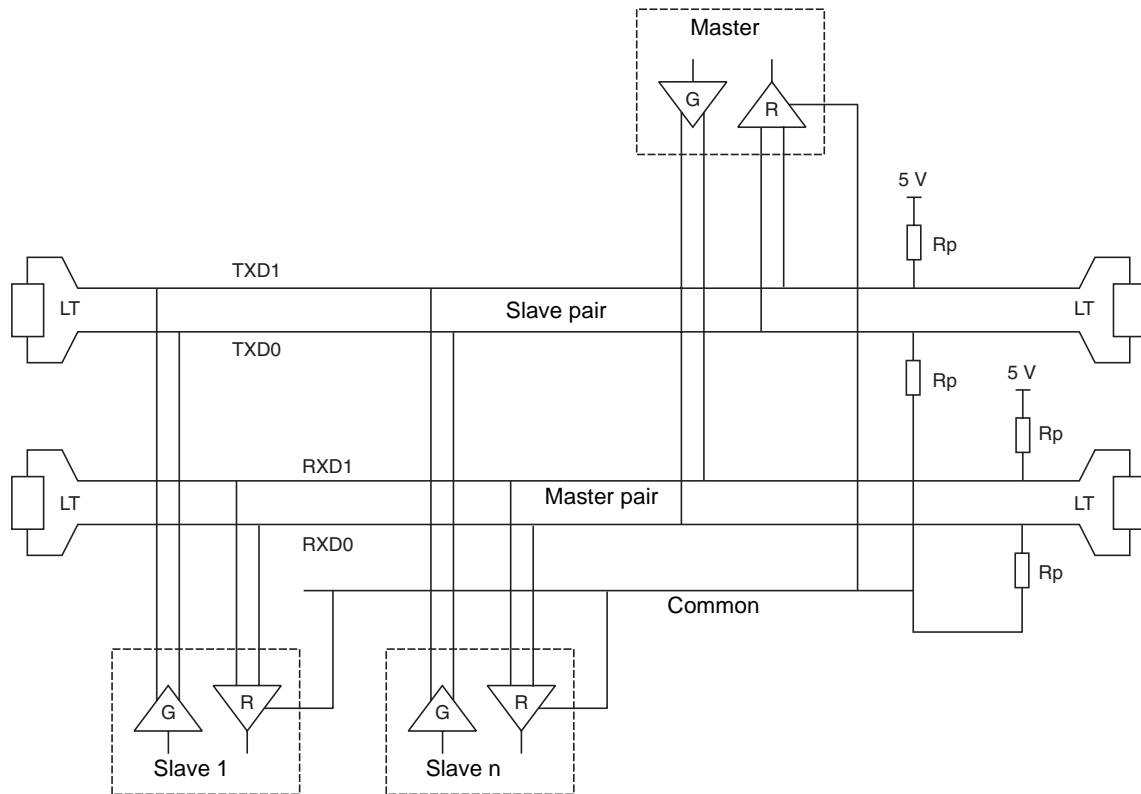 Master
G
R
5 V
Rp
TXD1
LT
Slave pair
LT
TXD0
Rp
5 V
Rp
RXD1
LT
Master pair
LT
RXD0
Rp
Common
G
R
G
R
Slave 1
Slave n